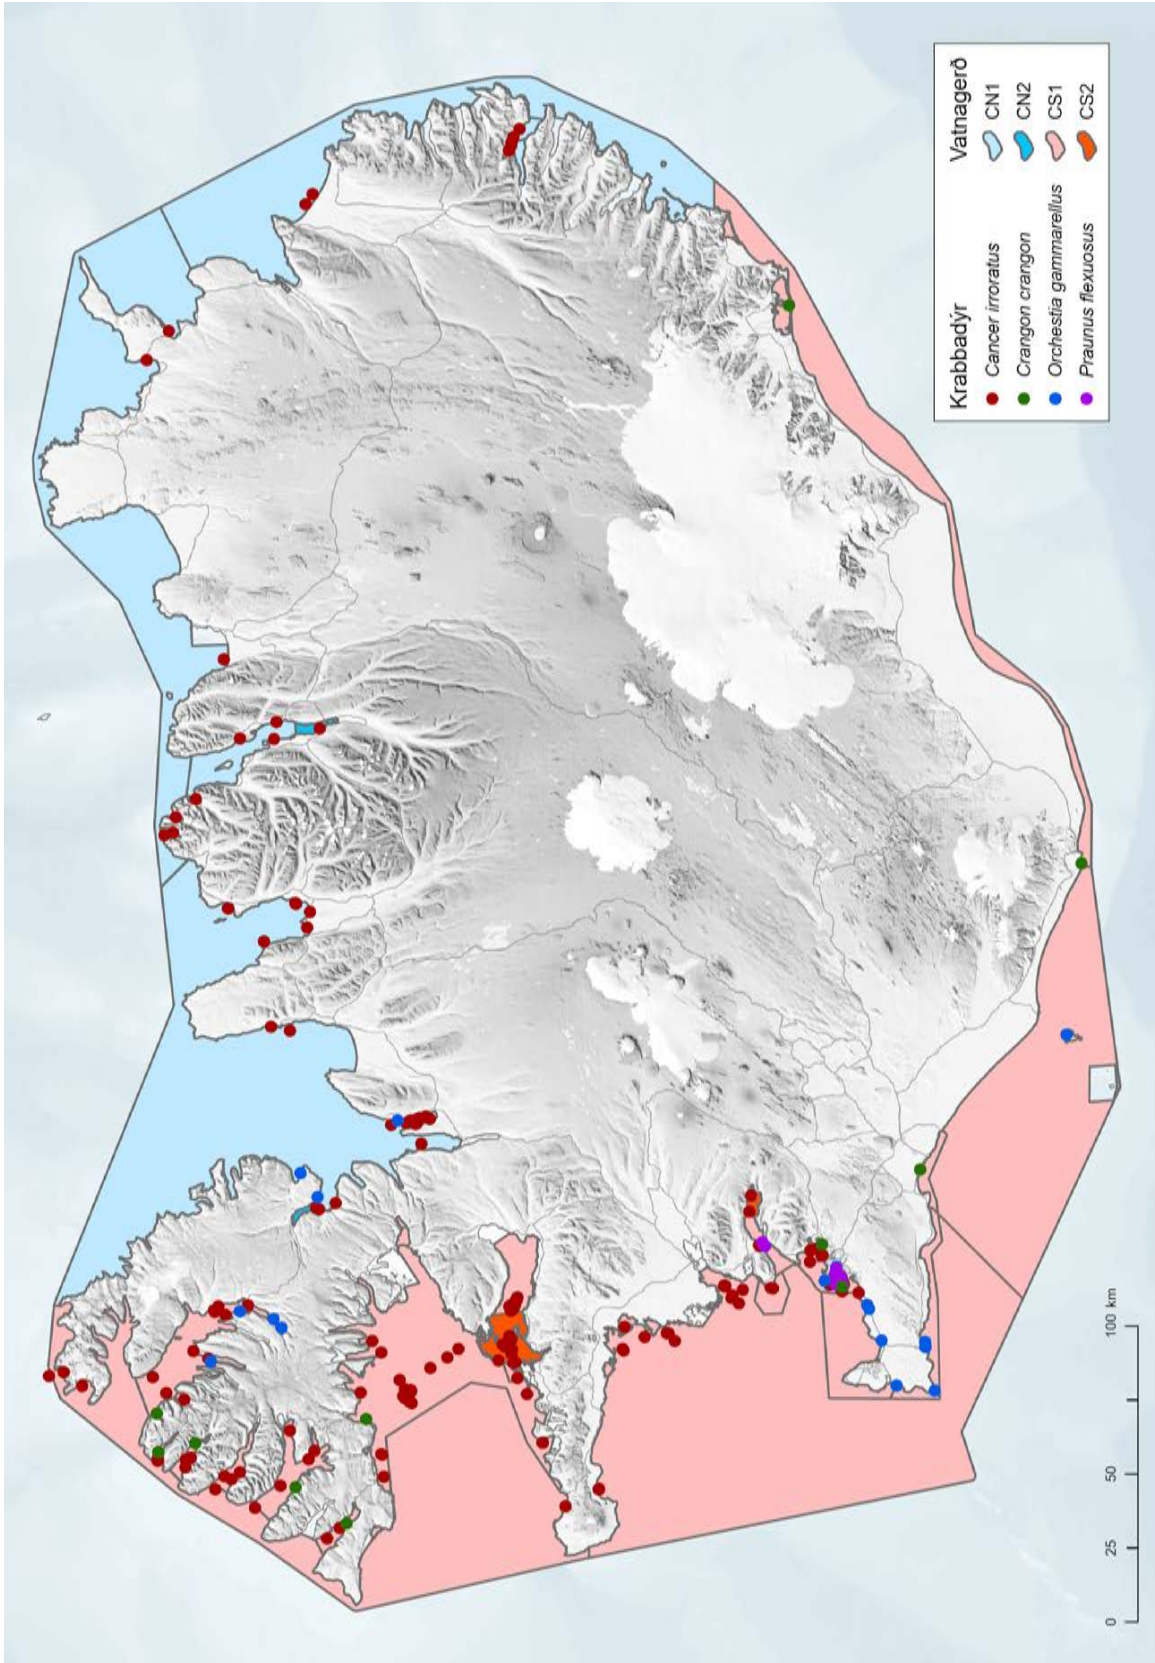 Krabbadýr
Cancer irroratus
Crangon crangon
Orchestia gammarellus
Praunus flexuosus
Vatnagerð
CN1
CN2
CS1
CS2
0 25 50 100 km